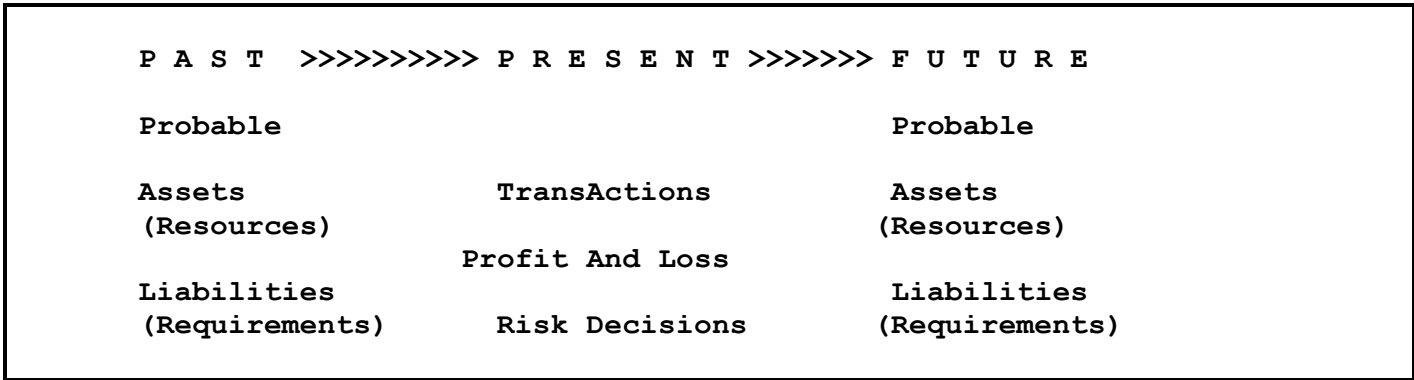 P A S T >>>>>>>>>> P R E S E N T >>>>>>> F U T U R E
Probable Probable
Assets TransActions Assets
(Resources) (Resources)
Profit And Loss
Liabilities Liabilities
(Requirements) Risk Decisions (Requirements)